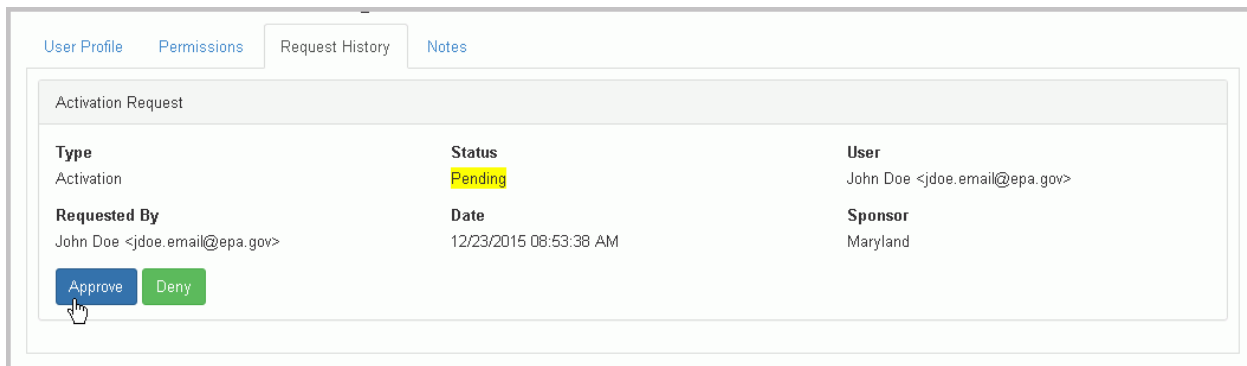 User Profile Permissions Request History Notes
Activation Request
Type Status User
Activation Pending John Doe <jdoe.email@epa.gov>
Requested By Date Sponsor
John Doe <jdoe.email@epa.gov> 12/23/2015 08:53:38 AM Maryland
Approve Deny